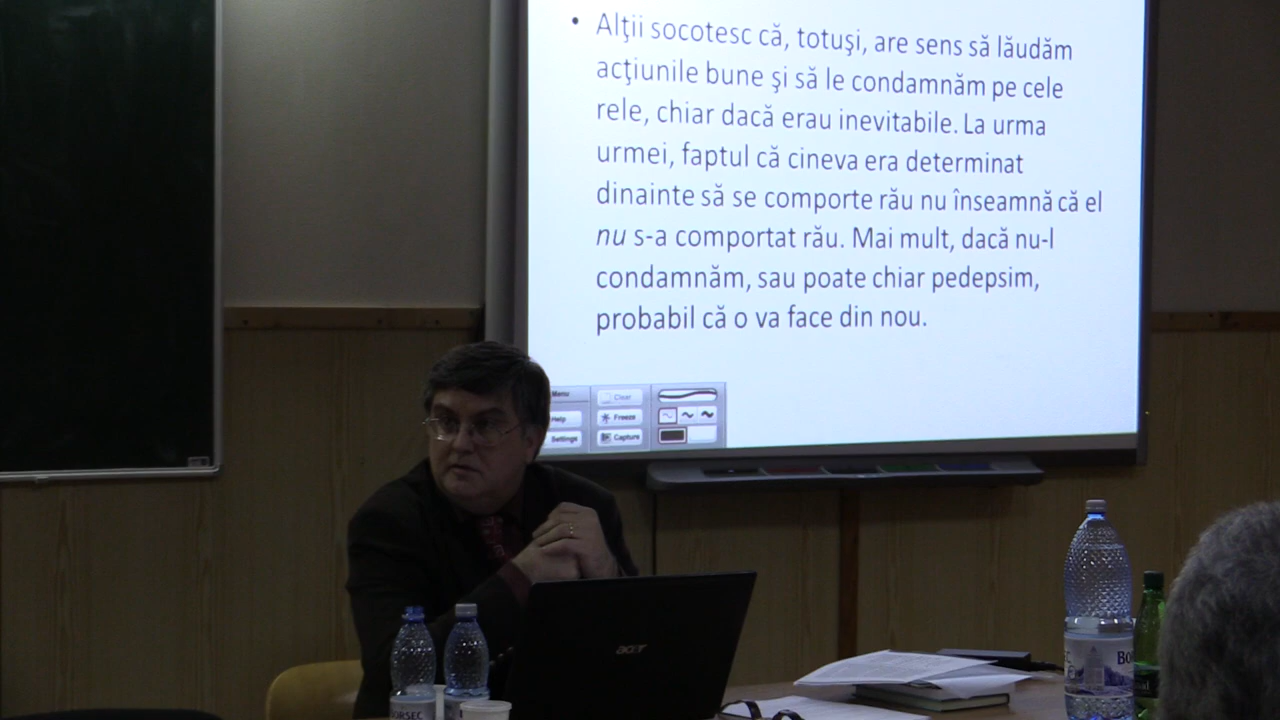 • Alţii socotesc că, totuşi, are sens să lăudăm
acţiunile bune şi să le condamnăm pe cele
rele, chiar dacă erau inevitabile. La urma
urmei, faptul că cineva era determinat
dinainte să se comporte rău nu înseamnă că el
nu s-a comportat rău. Mai mult, dacă nu-l
condamnăm, sau poate chiar pedepsim,
probabil că o va face din nou.
Menu
Clear
Help
Freeze
Settings
Capture
acer
BORSEC